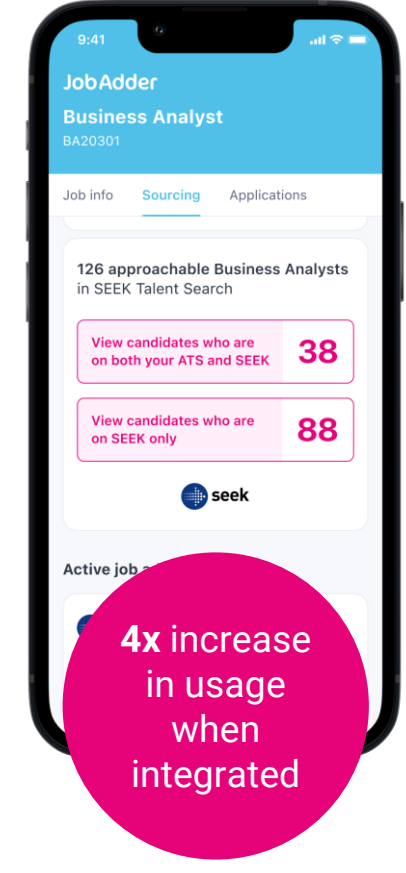 9:41
JobAdder
Business Analyst
BA20301
Job info Sourcing Applications
126 approachable Business Analysts
in SEEK Talent Search
View candidates who are
on both your ATS and SEEK
38
View candidates who are
on SEEK only
88
seek
Active job
4x increase
in usage
when
integrated